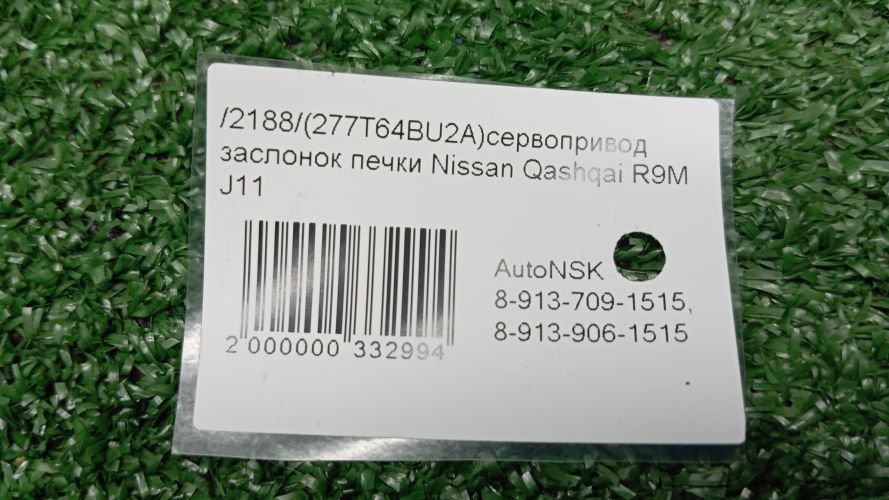 /2188/(277T64BU2A)сервопривод
заслонок печки Nissan Qashqai R9M
J11
AutoNSK
8-913-709-1515,
8-913-906-1515
2 000000 332994